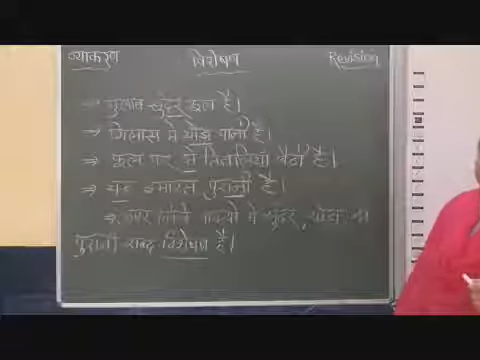 व्याकरण विशेषण Revision
→ गुलाब सुंदर फूल है।
→ गिलास में थोड़ा पानी है।
→ फूल पर दो तितलियाँ बैठी है।
→ यह इमारत पुरानी है।
→ ऊपर वाक्यों में सुंदर, थोड़ा
पुरानी शब्द विशेषण है।